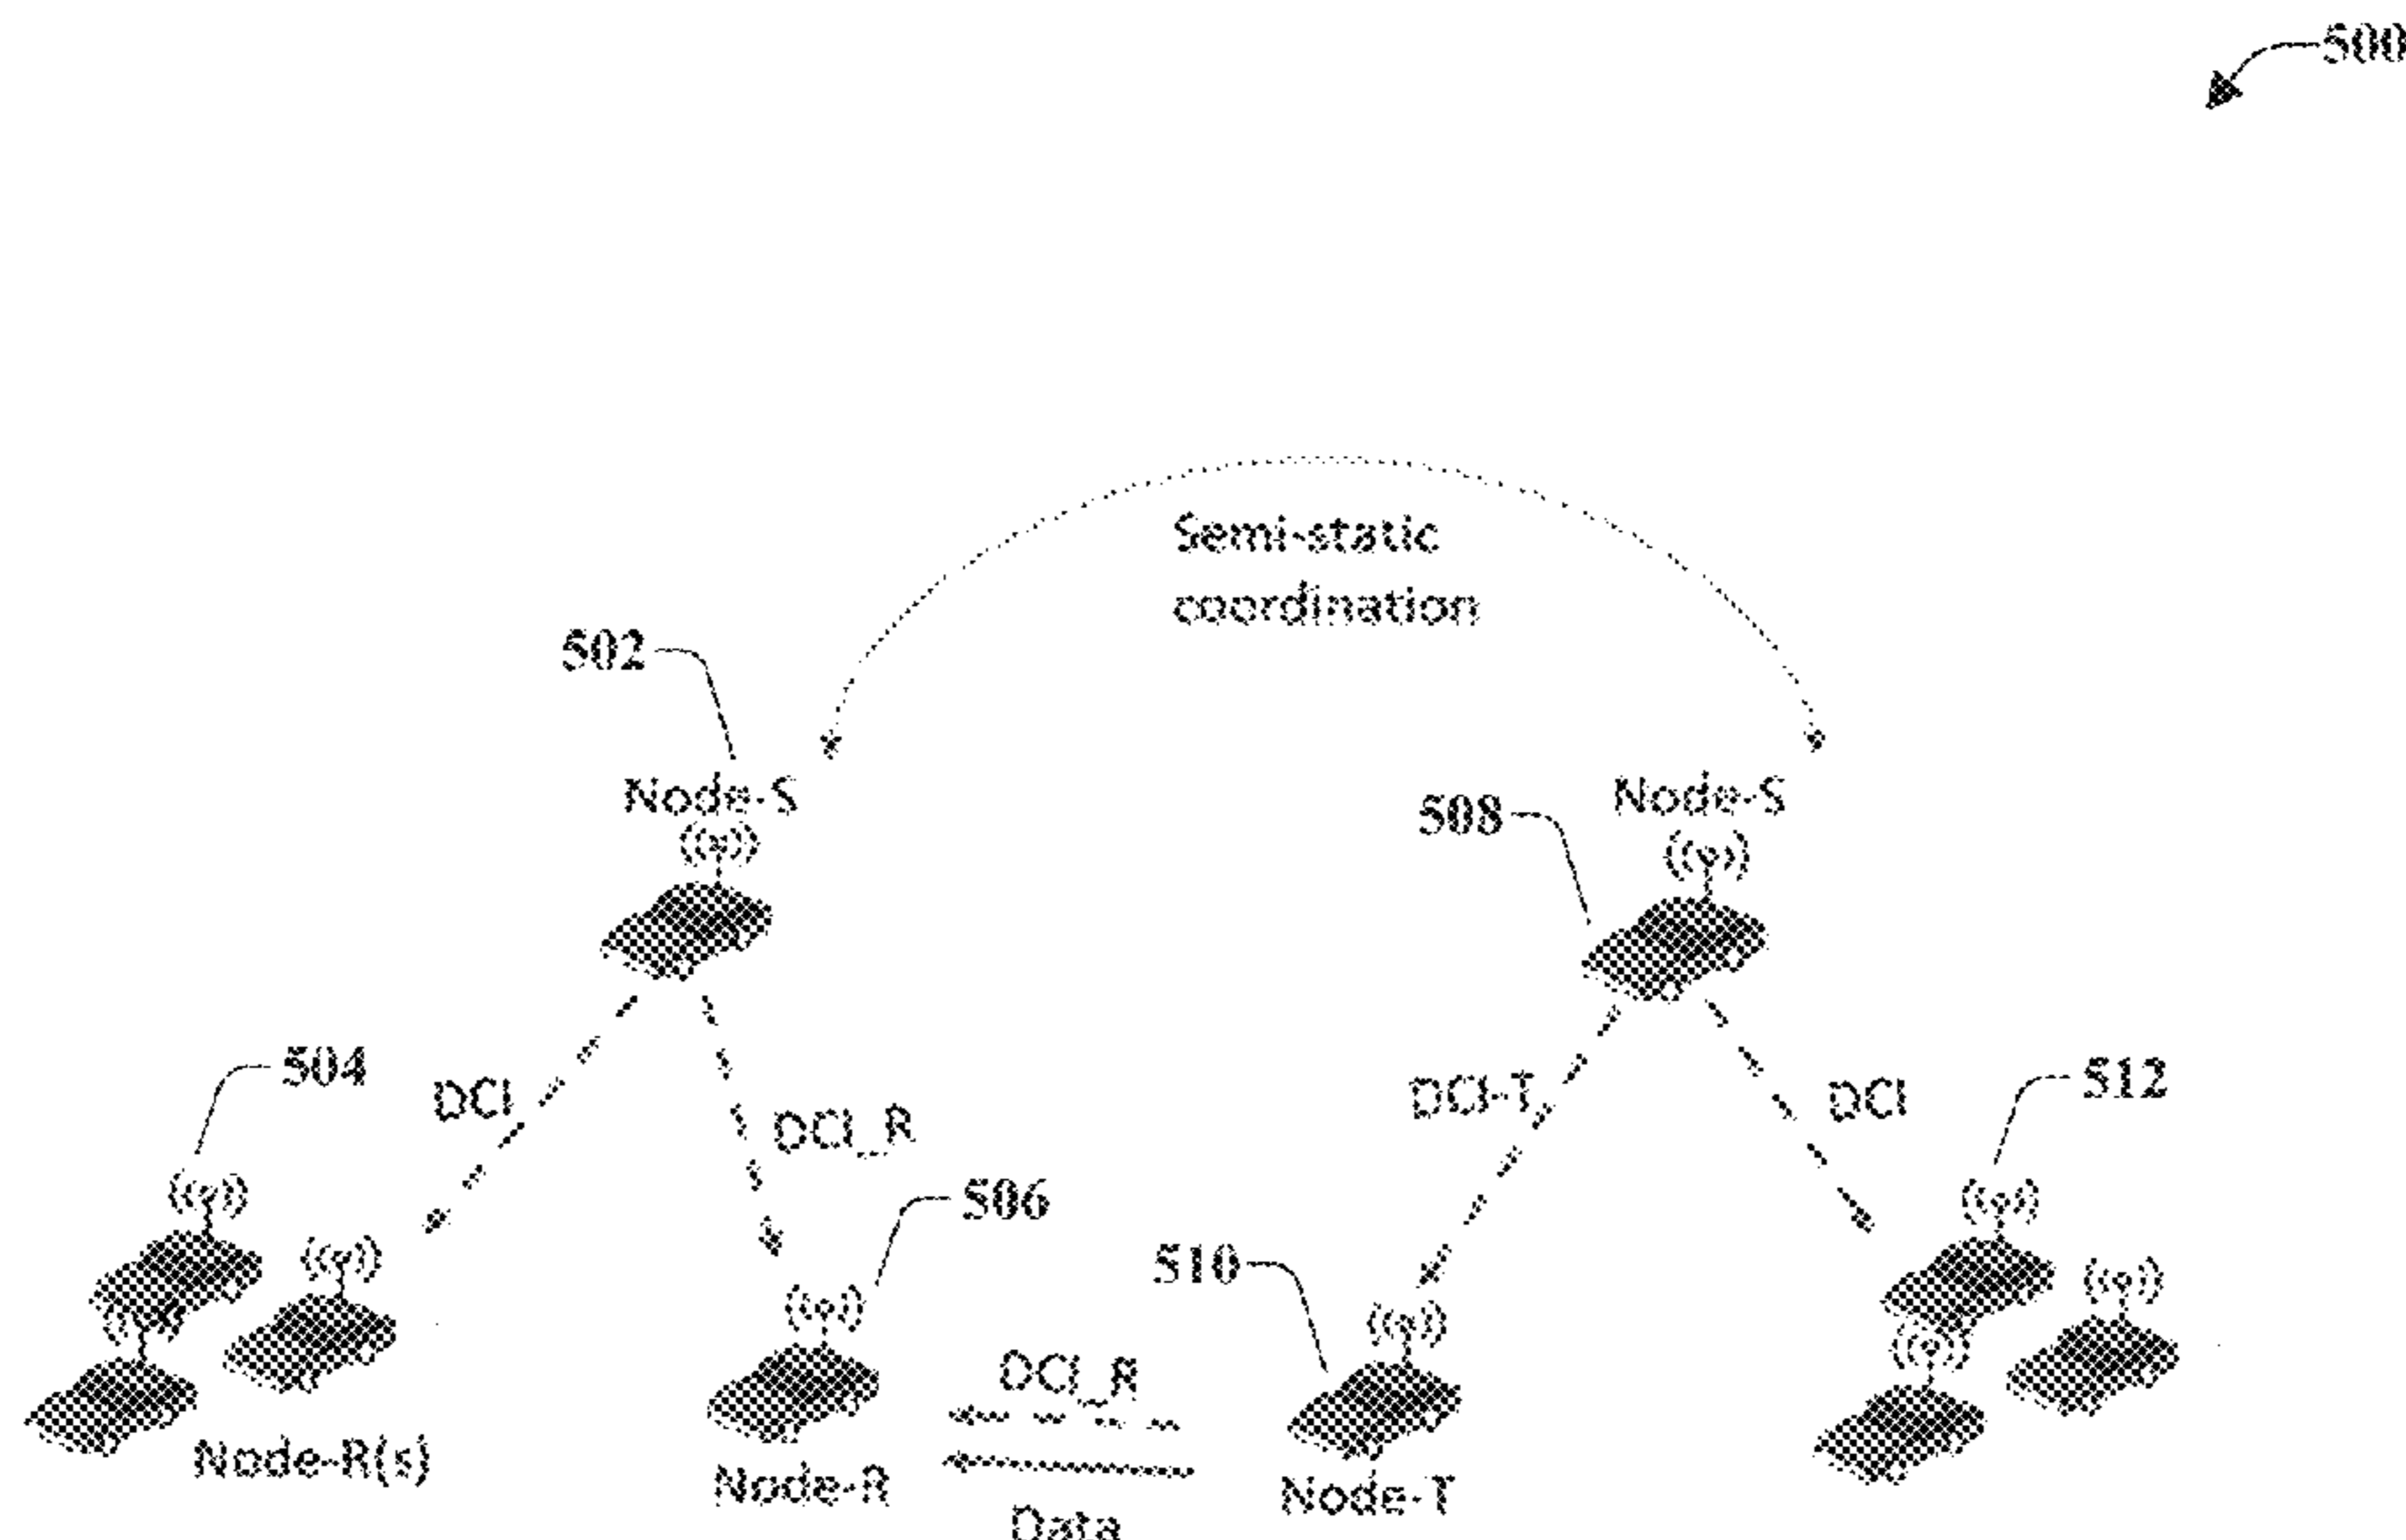 500
Semi-static
coordination
502
Node-S
508
Node-S
504
DCI
DCI_R
DCI-T
DCI
512
506
510
DCI_R
Node-R(s)
Node-R
Node-T
Data